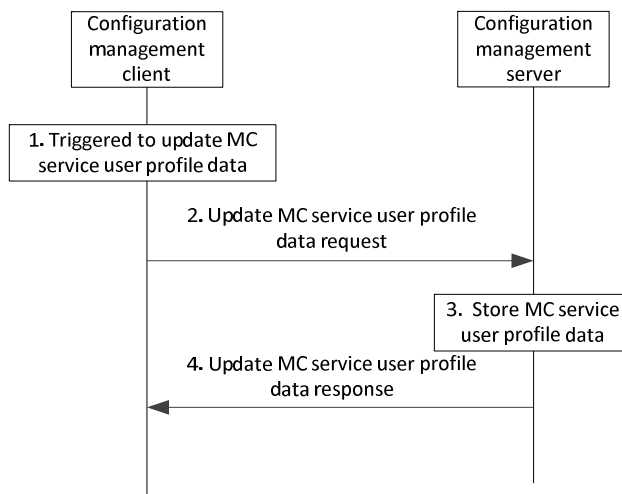 Configuration
management
client
Configuration
management
server
1. Triggered to update MC
service user profile data
2. Update MC service user profile
data request
3. Store MC service
user profile data
4. Update MC service user profile
data response